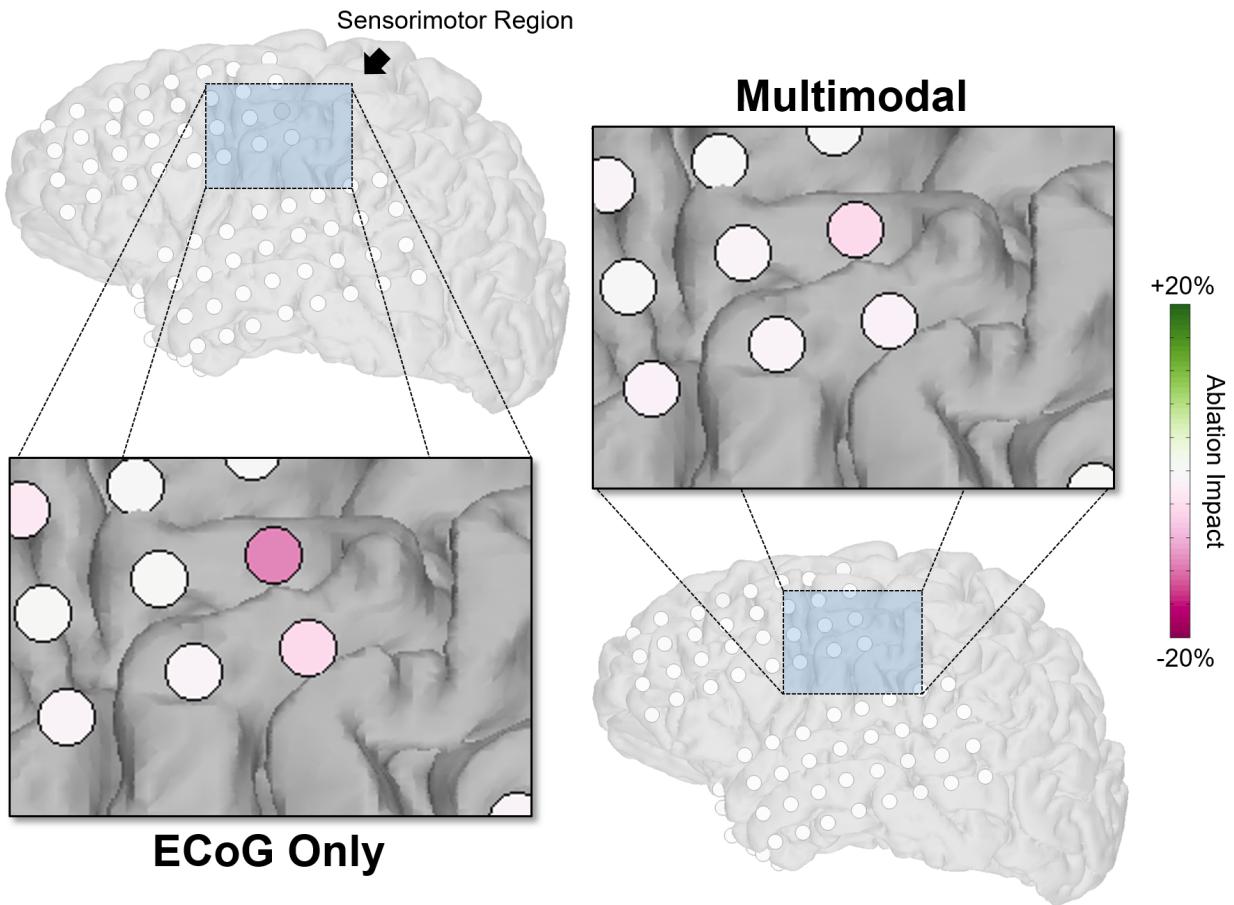 Sensorimotor Region
Multimodal
+20%
Ablation Impact
-20%
ECoG Only